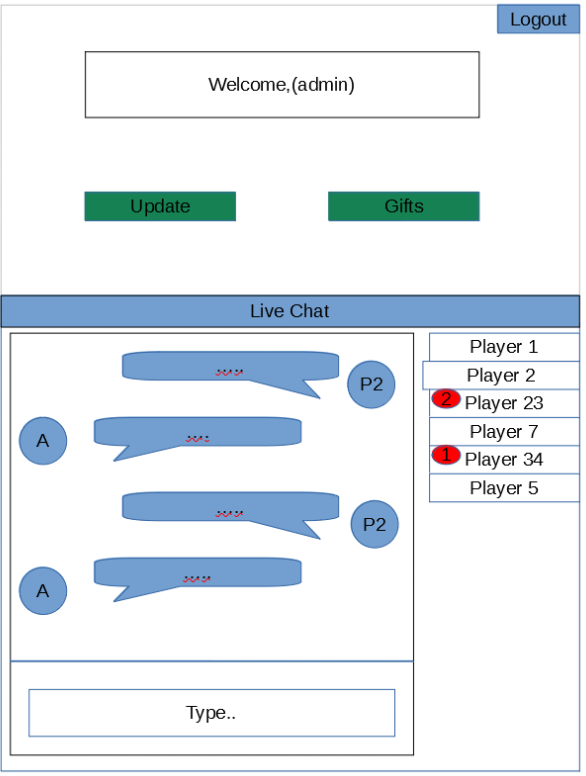 Logout
Welcome,(admin)
Update
Gifts
Live Chat
.....
P2
A
....
.....
P2
A
.....
Type..
Player 1
Player 2
2 Player 23
Player 7
1 Player 34
Player 5